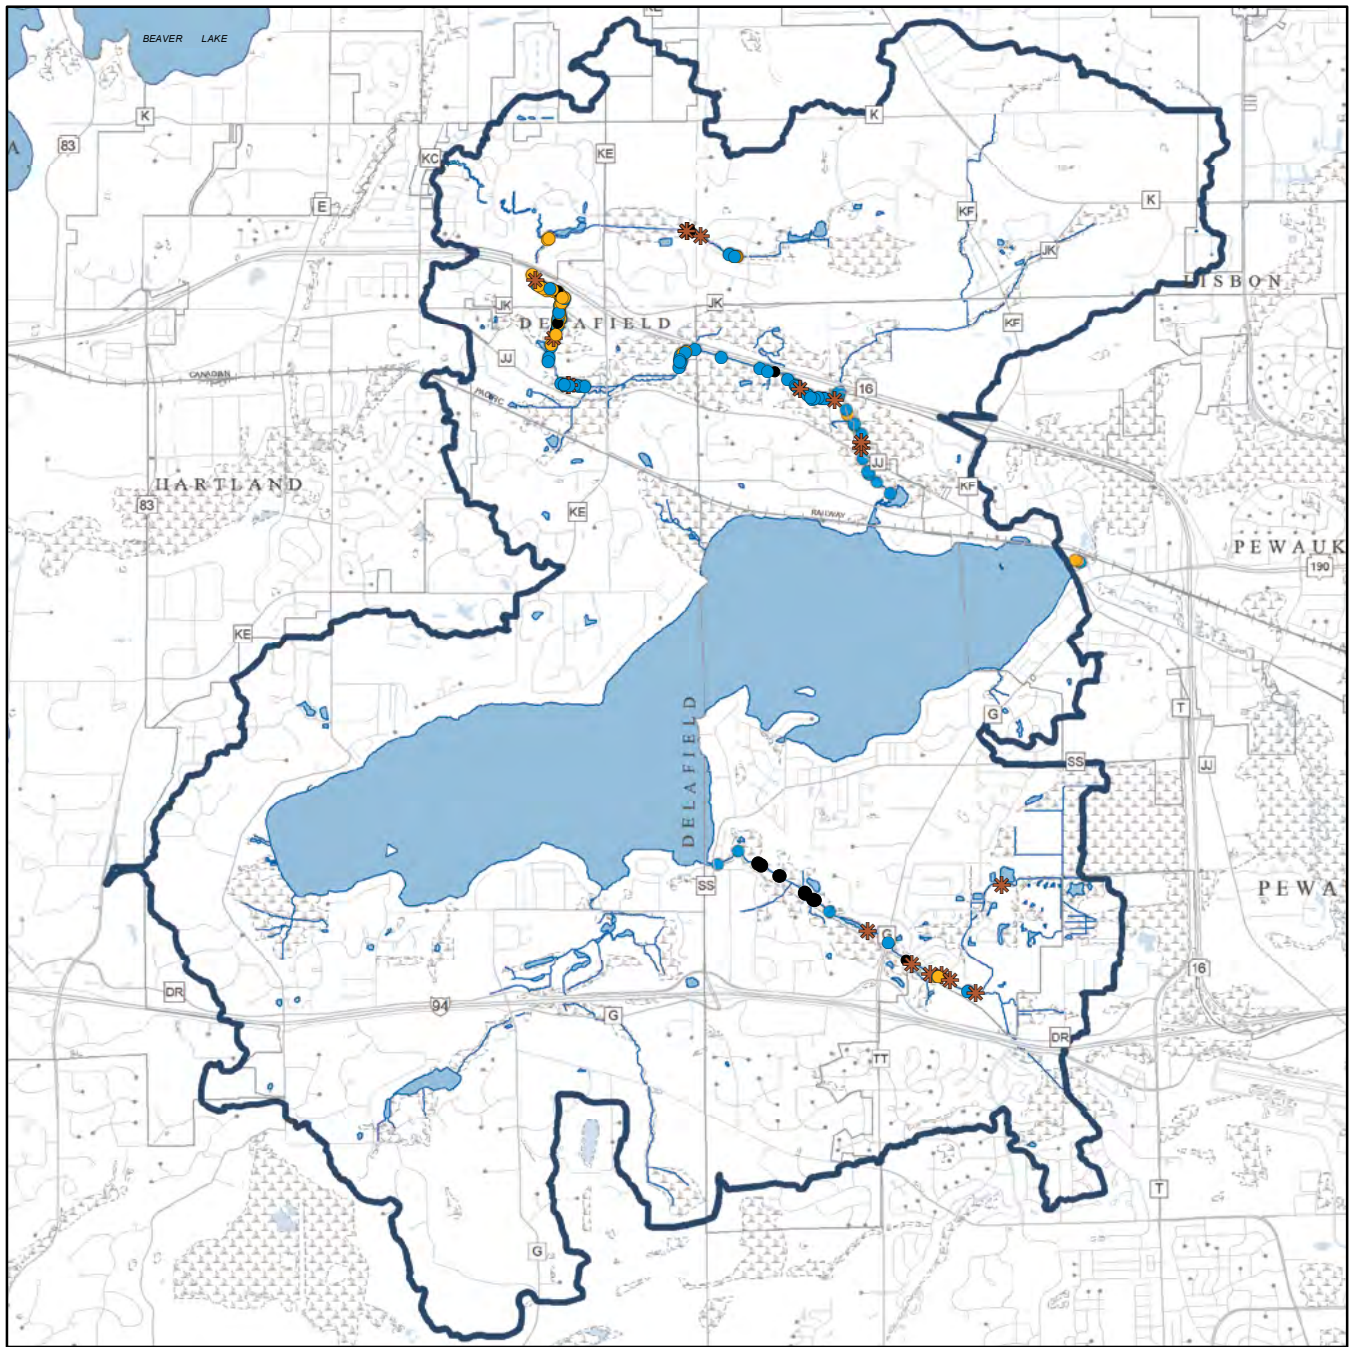 BEAVER LAKE
K
83
K
KC
KE
E
K
KF
JK
LISBON
JK
JK
DELAFIELD
KF
JJ
CANADIAN
PACIFIC
16
JJ
HARTLAND
83
KF
KE
RAILWAY
PEWAUK
190
KE
DELAFIELD
G
T
SS
JJ
SS
PEWA
G
16
DR
94
G
DR
TT
T
G